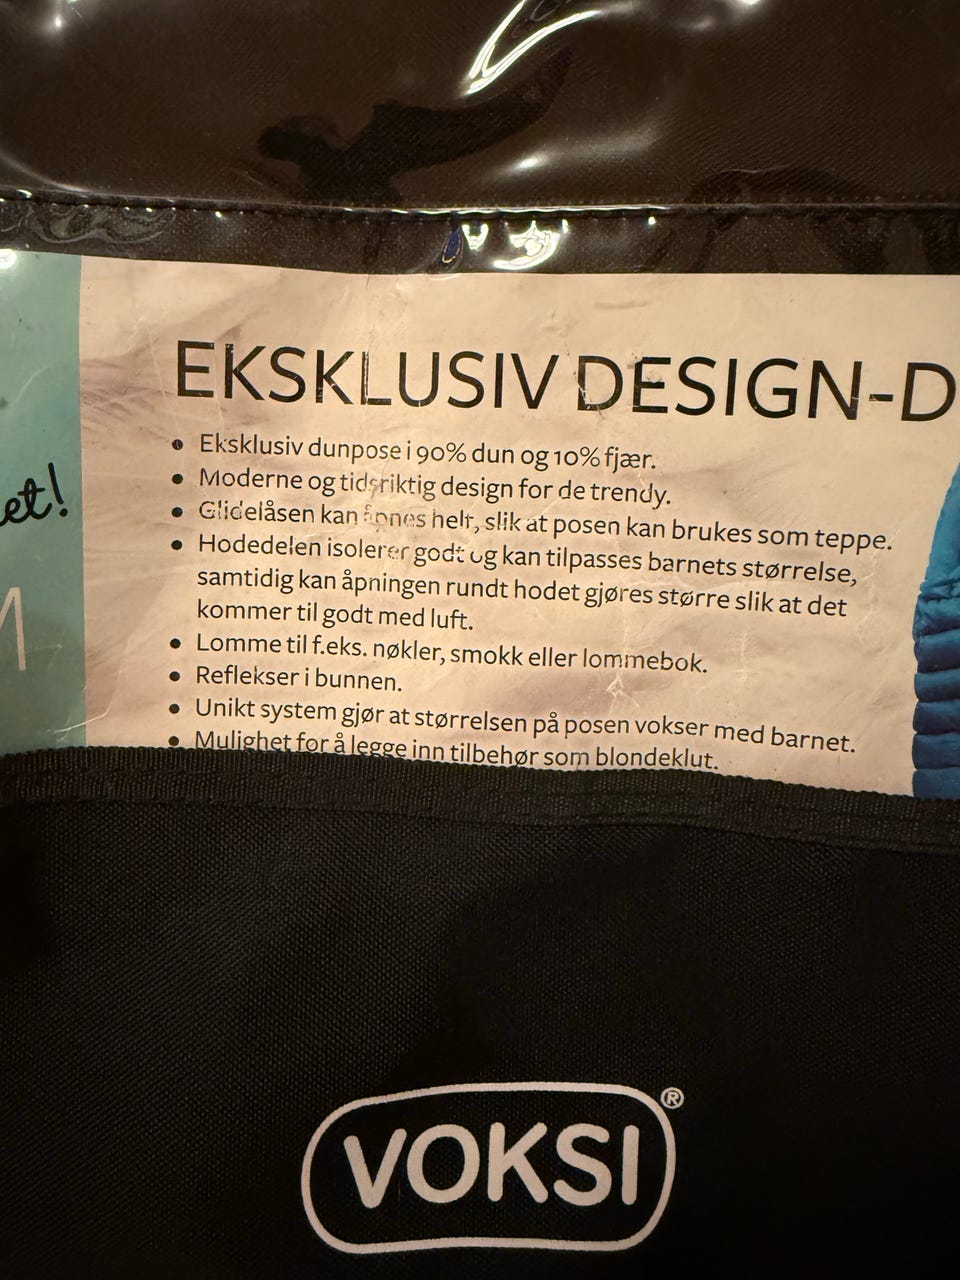 EKSKLUSIV DESIGN-D
• Eksklusiv dunpose i 90% dun og 10% fjær.
• Moderne og tidsriktig design for de trendy.
• Glidelåsen kan åpnes helt, slik at posen kan brukes som teppe.
• Hodedelen isolerer godt og kan tilpasses barnets størrelse,
samtidig kan åpningen rundt hodet gjøres større slik at det
kommer til godt med luft.
• Lomme til f.eks. nøkler, smokk eller lommebok.
• Reflekser i bunnen.
• Unikt system gjør at størrelsen på posen vokser med barnet.
• Mulighet for å legge inn tilbehør som blondeklut.
et!
M
VOKSI®